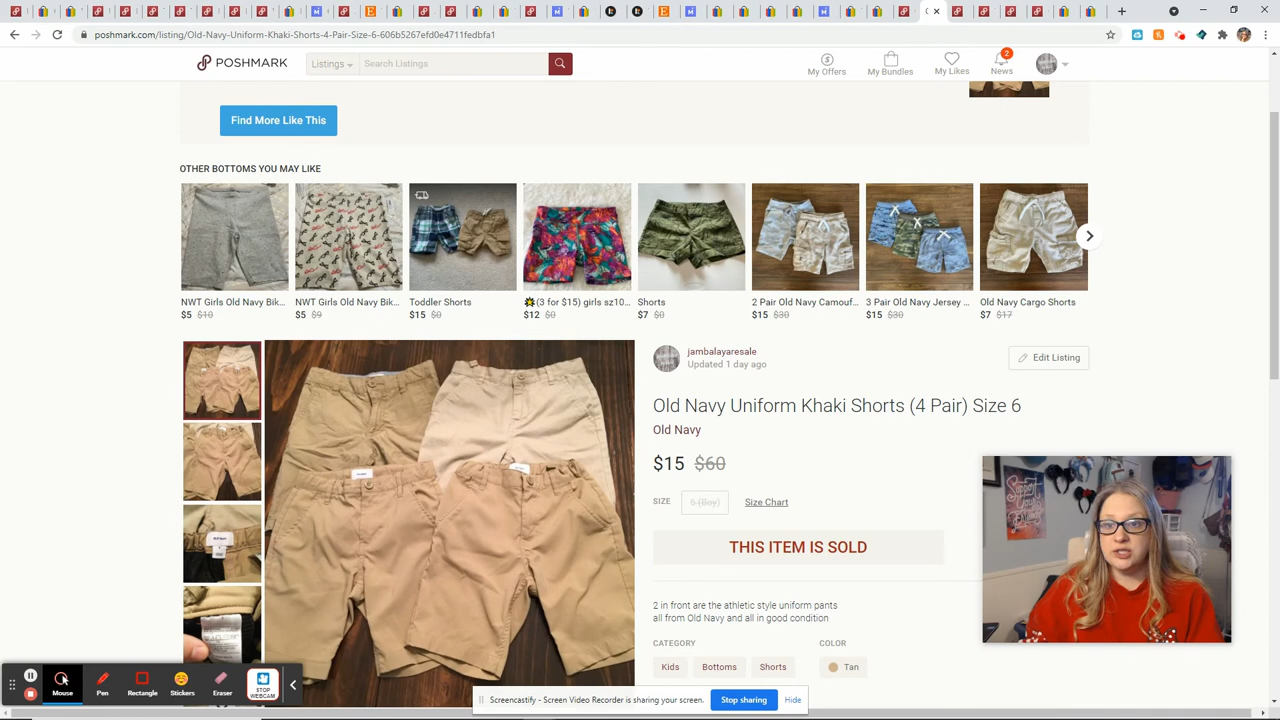 poshmark.com/listing/Old-Navy-Uniform-Khaki-Shorts-4-Pair-Size-6-606b5267efd0e4711fedbfa1
POSHMARK
Listings
Search Listings
My Offers
My Bundles
My Likes
2
News
Find More Like This
OTHER BOTTOMS YOU MAY LIKE
NWT Girls Old Navy Bik...
$5 $10
NWT Girls Old Navy Bik...
$5 $9
Toddler Shorts
$15 $0
(3 for $15) girls sz10...
$12 $0
Shorts
$7 $0
2 Pair Old Navy Camouf...
$15 $30
3 Pair Old Navy Jersey ...
$15 $30
Old Navy Cargo Shorts
$7 $17
jambalayaresale
Updated 1 day ago
Edit Listing
Old Navy Uniform Khaki Shorts (4 Pair) Size 6
Old Navy
$15 $60
SIZE
6 (Boy)
Size Chart
THIS ITEM IS SOLD
2 in front are the athletic style uniform pants
all from Old Navy and all in good condition
CATEGORY
Kids
Bottoms
Shorts
COLOR
Tan
Support
Your
Mouse
Pen
Rectangle
Stickers
Eraser
STOP
WEBCAM
Screencastify - Screen Video Recorder is sharing your screen.
Stop sharing
Hide